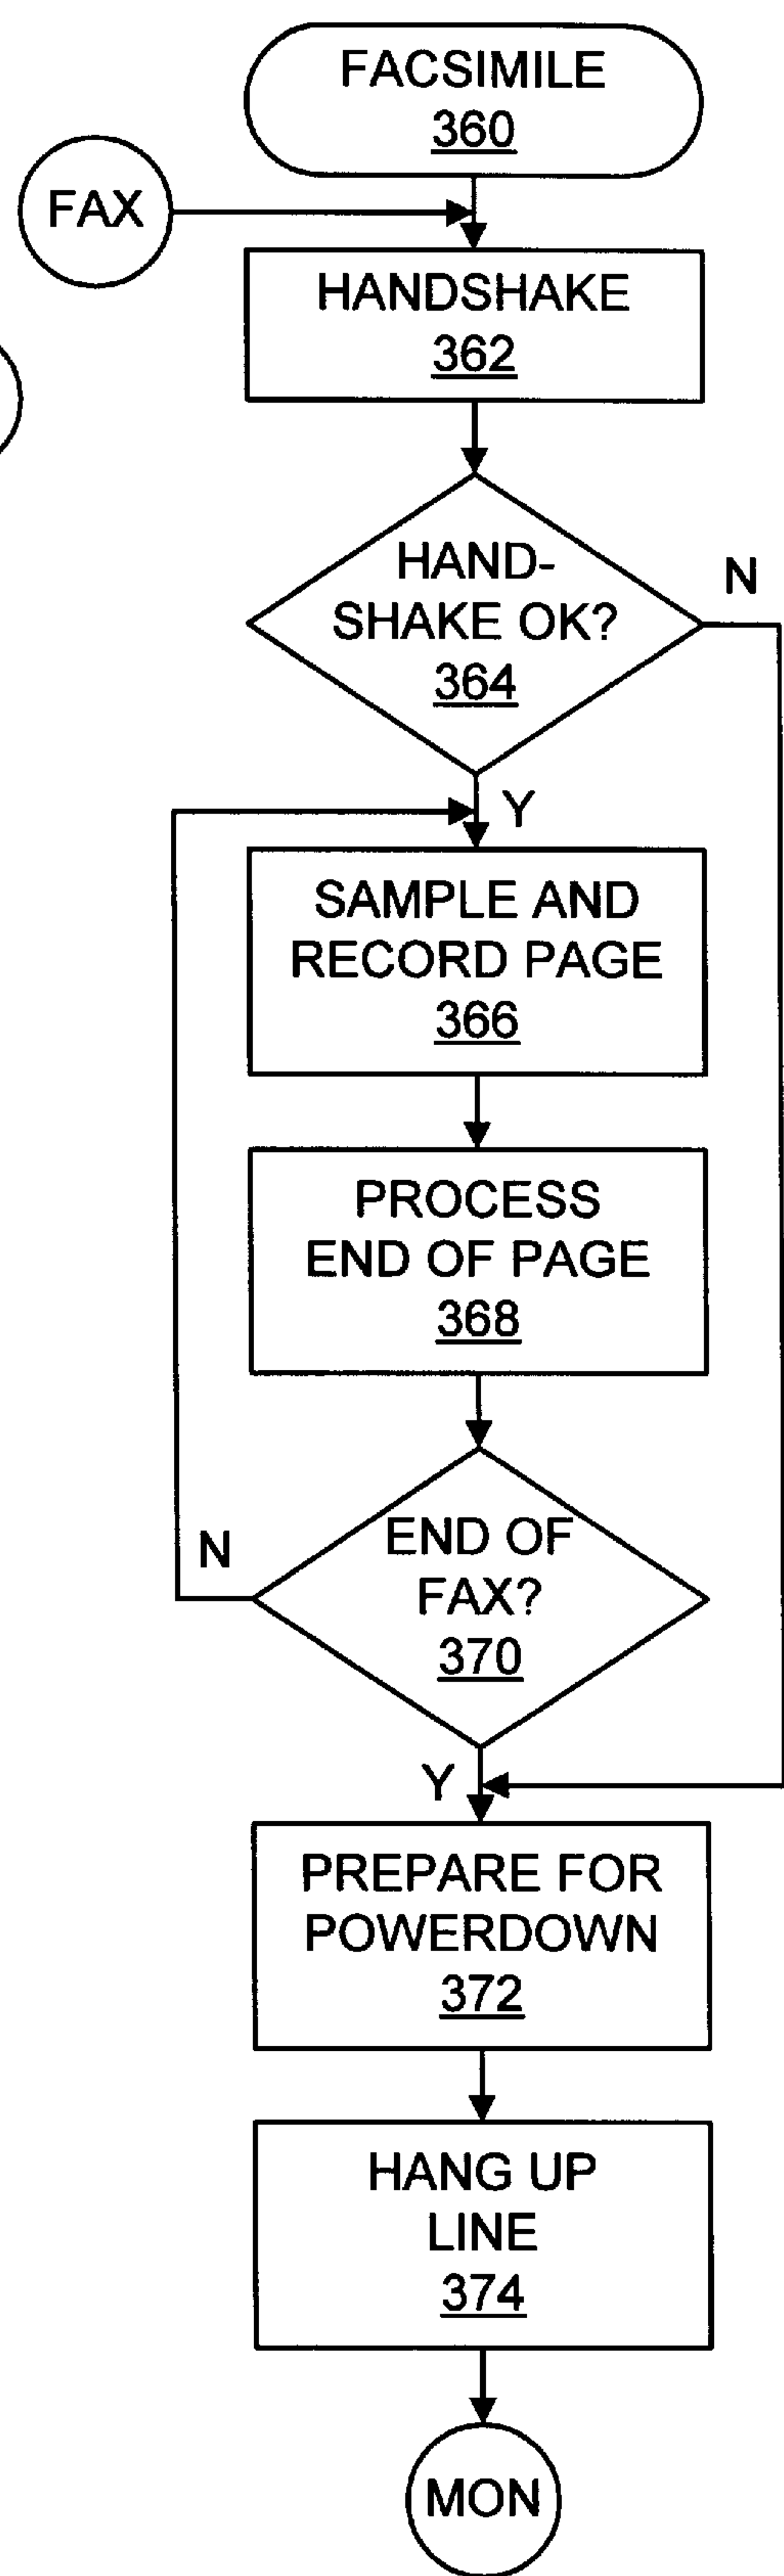 FACSIMILE
360
FAX
HANDSHAKE
362
HAND-
SHAKE OK?
364
N
Y
SAMPLE AND
RECORD PAGE
366
PROCESS
END OF PAGE
368
END OF
FAX?
370
N
Y
PREPARE FOR
POWERDOWN
372
HANG UP
LINE
374
MON